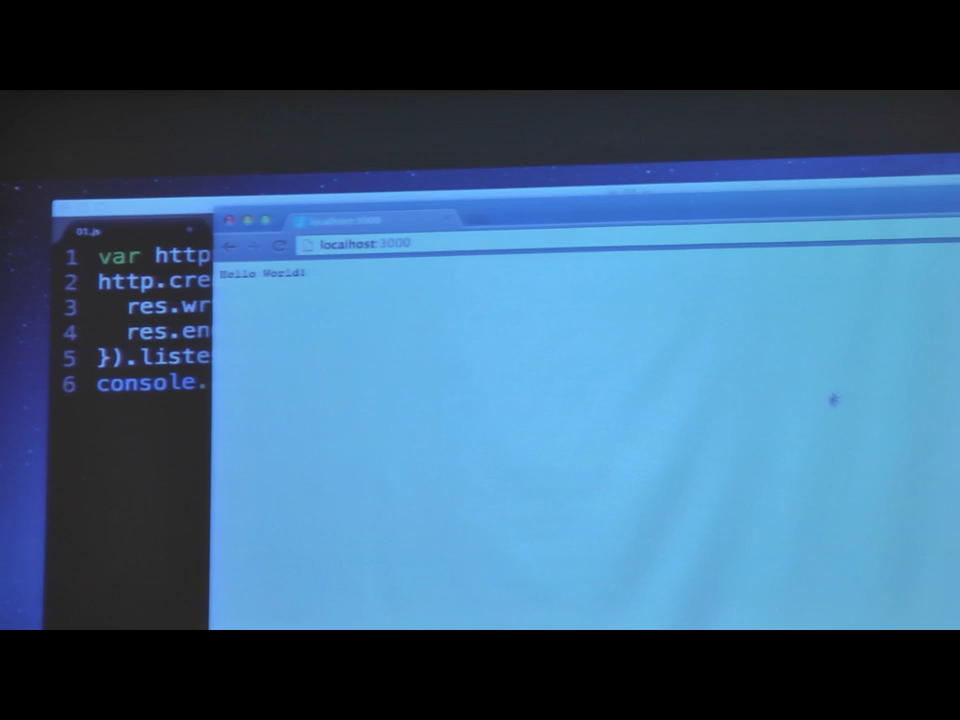 01.js
localhost:3000
localhost:3000
Hello World!
1 var http
2 http.cre
3 res.wr
4 res.en
5 }).liste
6 console.